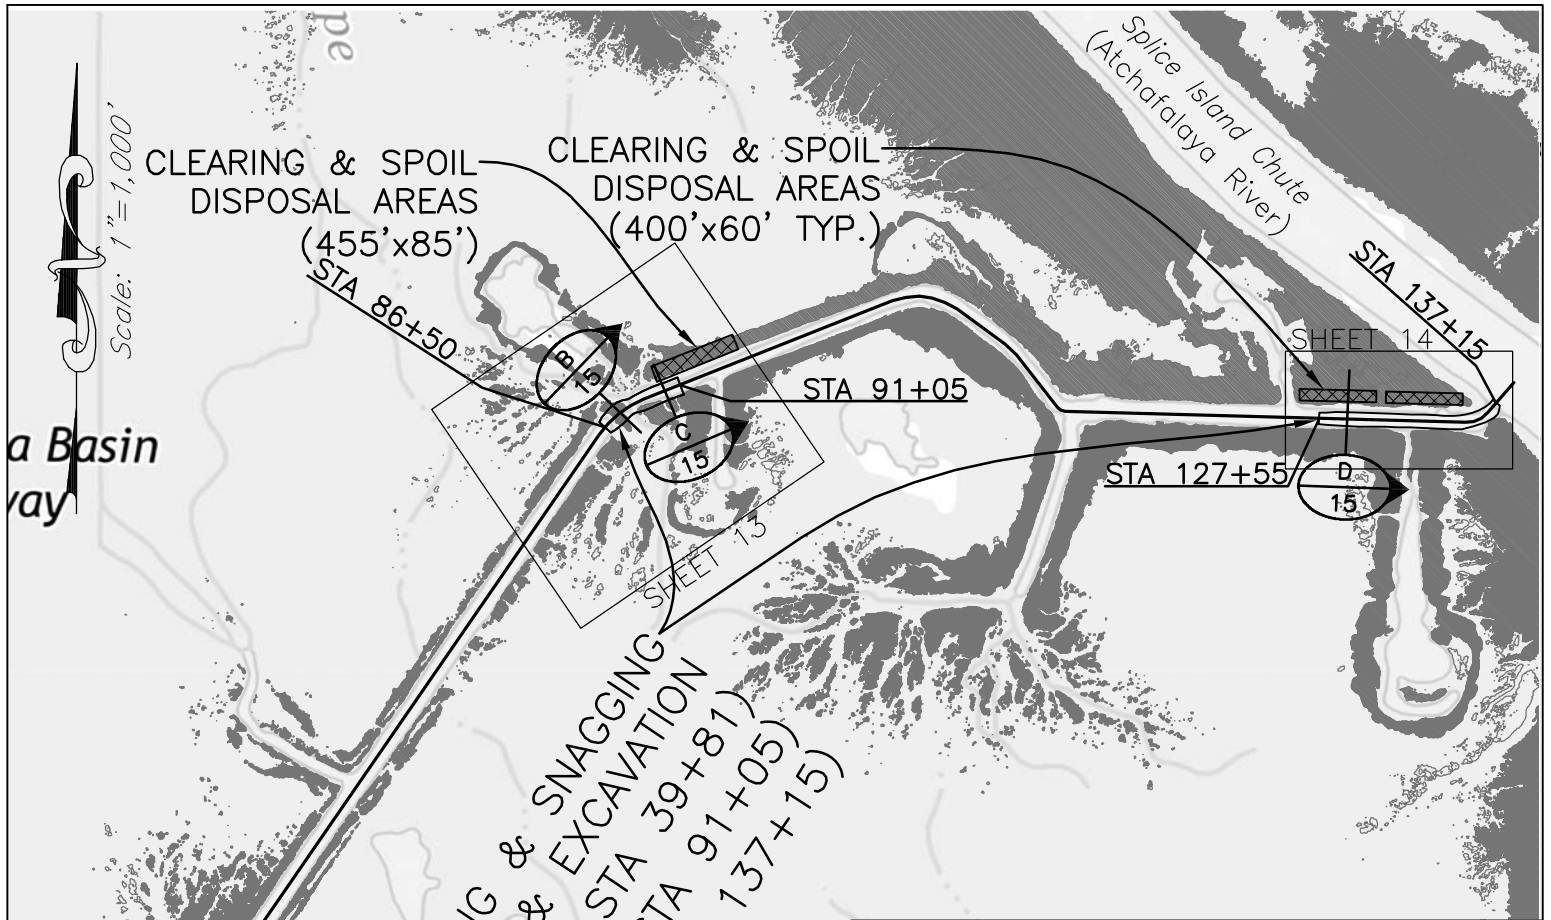 pe
Splice Island Chute
(Atchafalaya River)
Scale: 1"=1,000'
CLEARING & SPOIL
DISPOSAL AREAS
(455'x85')
CLEARING & SPOIL
DISPOSAL AREAS
(400'x60' TYP.)
STA 86+50
STA 137+15
SHEET 14
B
15
STA 91+05
C
15
a Basin
way
STA 127+55
D
15
SHEET 13
NG & SNAGGING
& EXCAVATION
STA 39+81)
STA 91+05)
137+15)